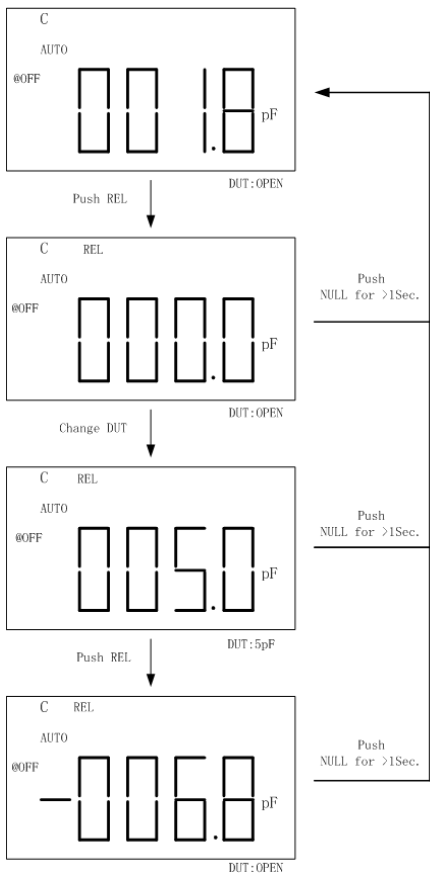 C
AUTO
@OFF
001.8 pF
DUT:OPEN
Push REL
C REL
AUTO
@OFF
000.0 pF
DUT:OPEN
Push
NULL for >1Sec.
Change DUT
C REL
AUTO
@OFF
005.0 pF
DUT:5pF
Push
NULL for >1Sec.
Push REL
C REL
AUTO
@OFF
-006.8 pF
DUT:OPEN
Push
NULL for >1Sec.